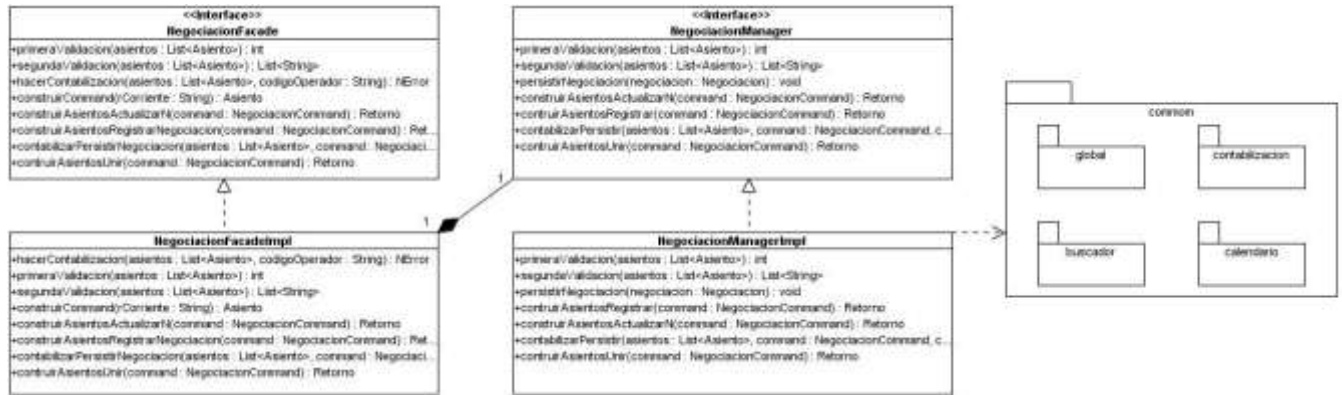 <<Interface>>
NegociacionFacade
+primeraValidacion(asientos : List<Asiento>) : int
+segundaValidacion(asientos : List<Asiento>) : List<String>
+hacerContabilizacion(asientos : List<Asiento>, codigoOperador : String) : NError
+construirCommand(rCorriente : String) : Asiento
+construirAsientosActualizarN(command : NegociacionCommand) : Retorno
+construirAsientosRegistrarNegociacion(command : NegociacionCommand) : Ret...
+contabilizarPersistirNegociacion(asientos : List<Asiento>, command : Negociaci...
+contruirAsientosUnir(command : NegociacionCommand) : Retorno
<<Interface>>
NegociacionManager
+primeraValidacion(asientos : List<Asiento>) : int
+segundaValidacion(asientos : List<Asiento>) : List<String>
+persistirNegociacion(negociacion : Negociacion) : void
+construirAsientosActualizarN(command : NegociacionCommand) : Retorno
+contruirAsientosRegistrar(command : NegociacionCommand) : Retorno
+contabilizarPersistir(asientos : List<Asiento>, command : NegociacionCommand, c...
+contruirAsientosUnir(command : NegociacionCommand) : Retorno
1
1
NegociacionFacadeImpl
+hacerContabilizacion(asientos : List<Asiento>, codigoOperador : String) : NError
+primeraValidacion(asientos : List<Asiento>) : int
+segundaValidacion(asientos : List<Asiento>) : List<String>
+construirCommand(rCorriente : String) : Asiento
+construirAsientosActualizarN(command : NegociacionCommand) : Retorno
+construirAsientosRegistrarNegociacion(command : NegociacionCommand) : Ret...
+contabilizarPersistirNegociacion(asientos : List<Asiento>, command : Negociaci...
+contruirAsientosUnir(command : NegociacionCommand) : Retorno
NegociacionManagerImpl
+primeraValidacion(asientos : List<Asiento>) : int
+segundaValidacion(asientos : List<Asiento>) : List<String>
+persistirNegociacion(negociacion : Negociacion) : void
+contruirAsientosRegistrar(command : NegociacionCommand) : Retorno
+construirAsientosActualizarN(command : NegociacionCommand) : Retorno
+contabilizarPersistir(asientos : List<Asiento>, command : NegociacionCommand, c...
+contruirAsientosUnir(command : NegociacionCommand) : Retorno
commom
global
contabilizacion
buscador
calendario